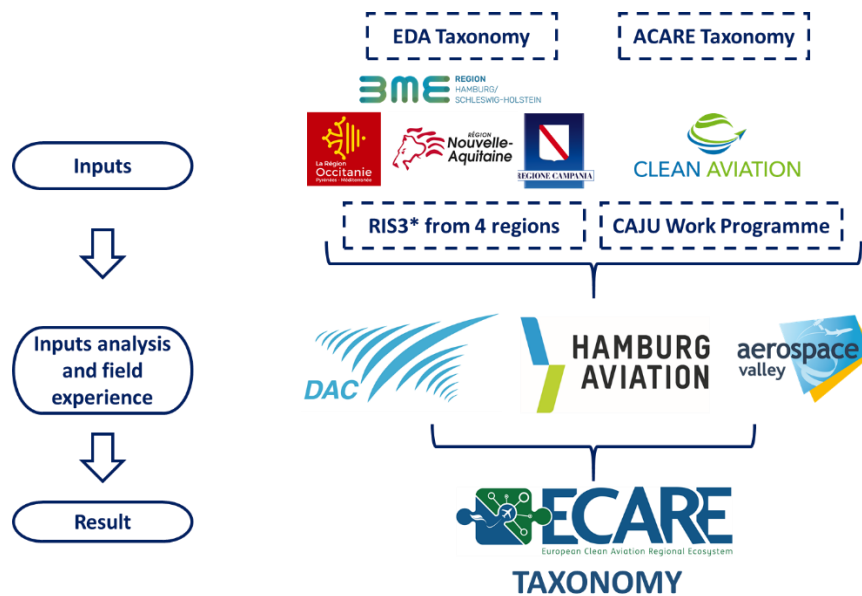 EDA Taxonomy
ACARE Taxonomy
REGION
HAMBURG/
SCHLESWIG-HOLSTEIN
La Région
Occitanie
Pyrénées - Méditerranée
RÉGION
Nouvelle-
Aquitaine
REGIONE CAMPANIA
CLEAN AVIATION
Inputs
RIS3* from 4 regions
CAJU Work Programme
Inputs analysis
and field
experience
DAC
HAMBURG
AVIATION
aerospace
valley
Result
ECARE
European Clean Aviation Regional Ecosystem
TAXONOMY